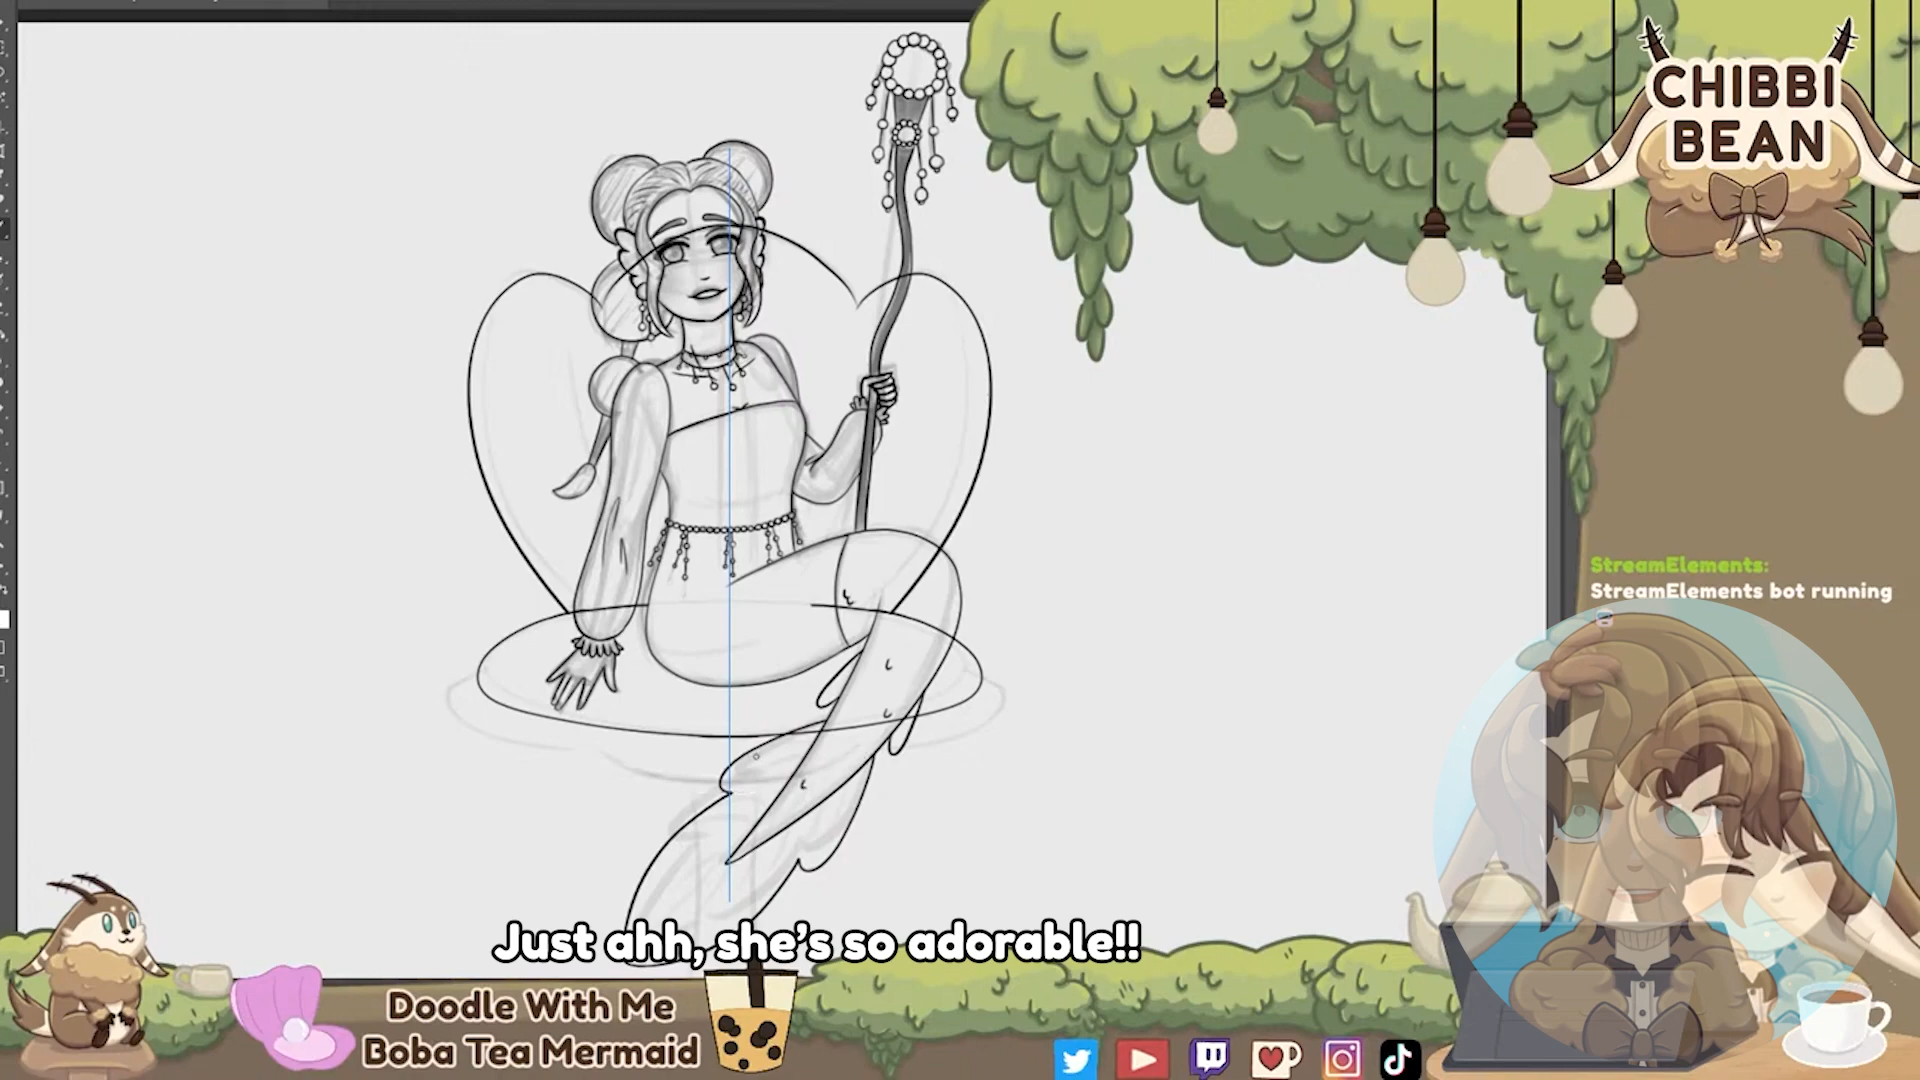 CHIBBI
BEAN
StreamElements:
StreamElements bot running
Just ahh, she's so adorable!!
Doodle With Me
Boba Tea Mermaid